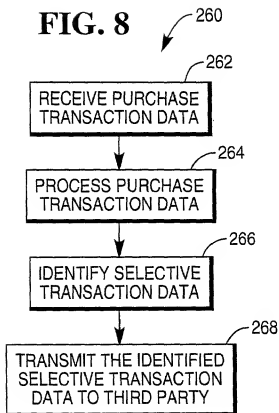 FIG. 8
260
262
RECEIVE PURCHASE
TRANSACTION DATA
264
PROCESS PURCHASE
TRANSACTION DATA
266
IDENTIFY SELECTIVE
TRANSACTION DATA
268
TRANSMIT THE IDENTIFIED
SELECTIVE TRANSACTION
DATA TO THIRD PARTY